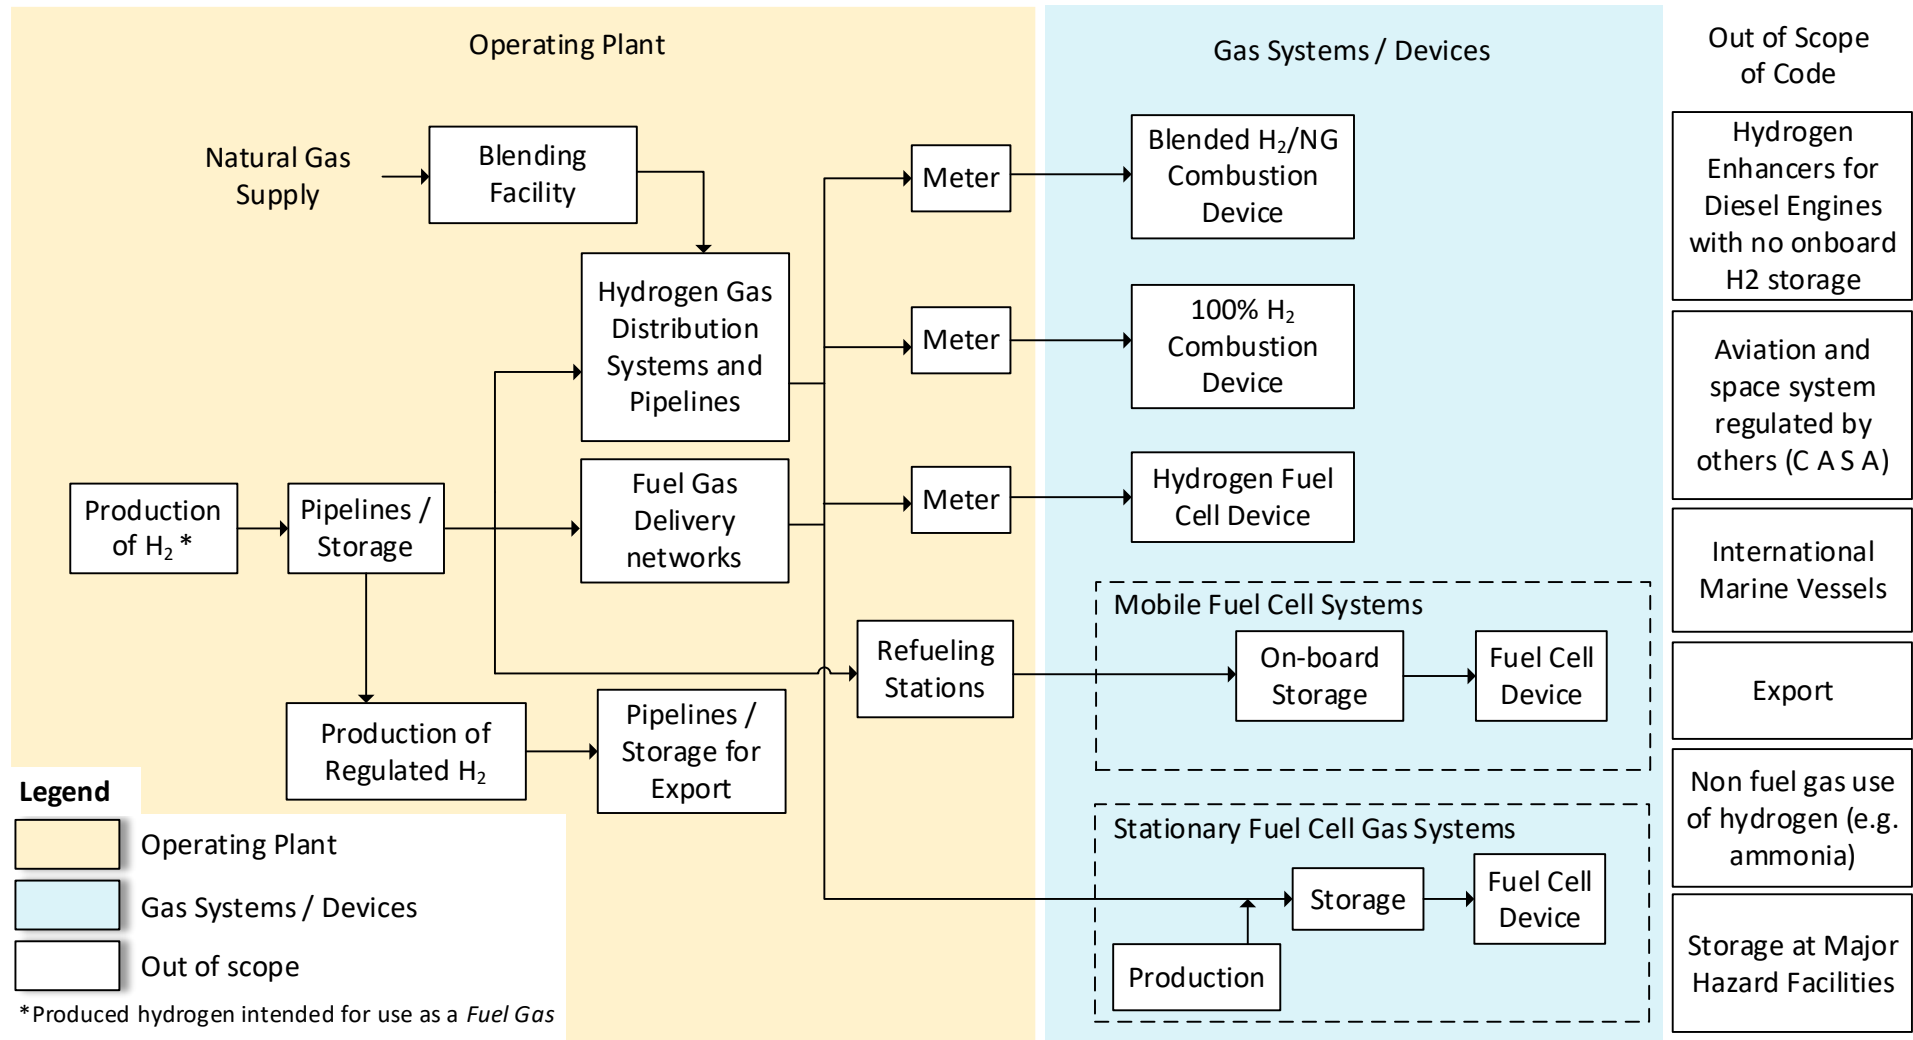 Operating Plant
Gas Systems / Devices
Out of Scope
of Code
Natural Gas
Supply
Blending
Facility
Hydrogen Gas
Distribution
Systems and
Pipelines
Fuel Gas
Delivery
networks
Production
of H₂ *
Pipelines /
Storage
Production of
Regulated H₂
Pipelines /
Storage for
Export
Meter
Meter
Meter
Refueling
Stations
Blended H₂/NG
Combustion
Device
100% H₂
Combustion
Device
Hydrogen Fuel
Cell Device
Mobile Fuel Cell Systems
On-board
Storage
Fuel Cell
Device
Stationary Fuel Cell Gas Systems
Storage
Fuel Cell
Device
Production
Hydrogen
Enhancers for
Diesel Engines
with no onboard
H2 storage
Aviation and
space system
regulated by
others (C A S A)
International
Marine Vessels
Export
Non fuel gas use
of hydrogen (e.g.
ammonia)
Storage at Major
Hazard Facilities
Legend
Operating Plant
Gas Systems / Devices
Out of scope
*Produced hydrogen intended for use as a Fuel Gas